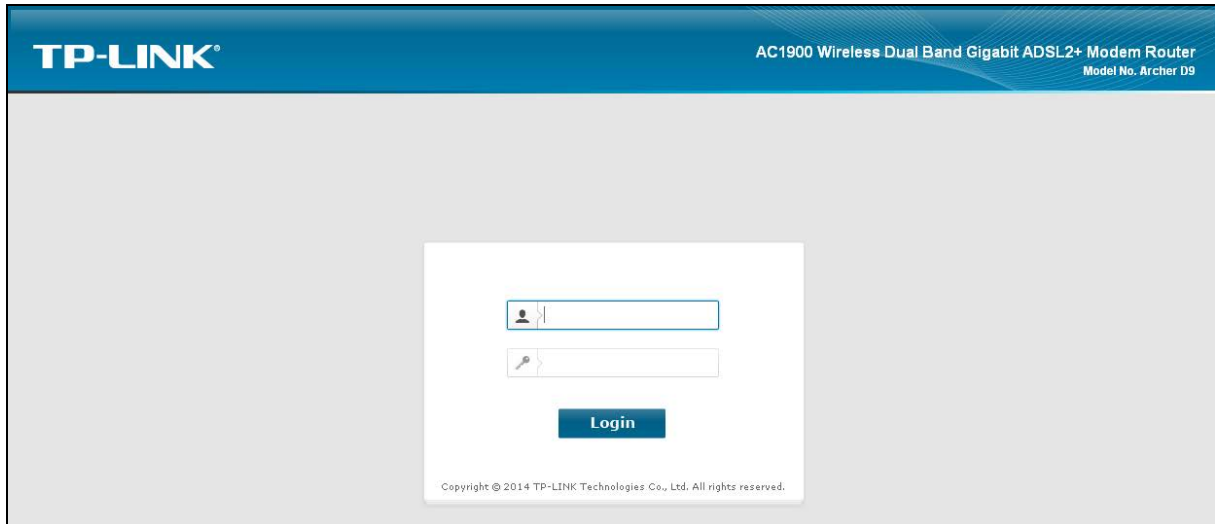 TP-LINK®
AC1900 Wireless Dual Band Gigabit ADSL2+ Modem Router
Model No. Archer D9
Login
Copyright © 2014 TP-LINK Technologies Co., Ltd. All rights reserved.